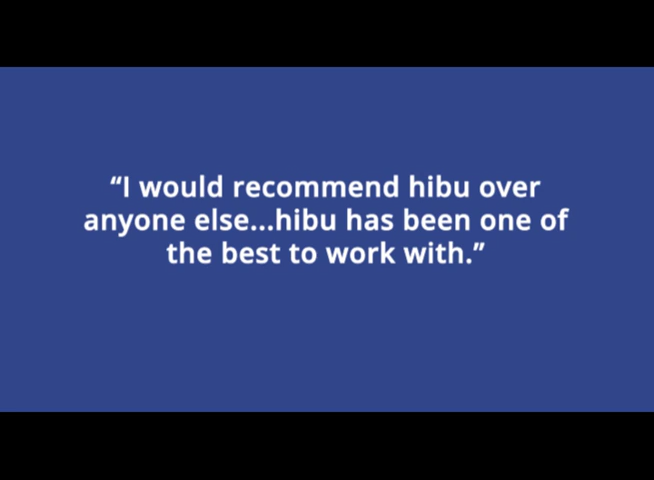 “I would recommend hibu over
anyone else...hibu has been one of
the best to work with.”